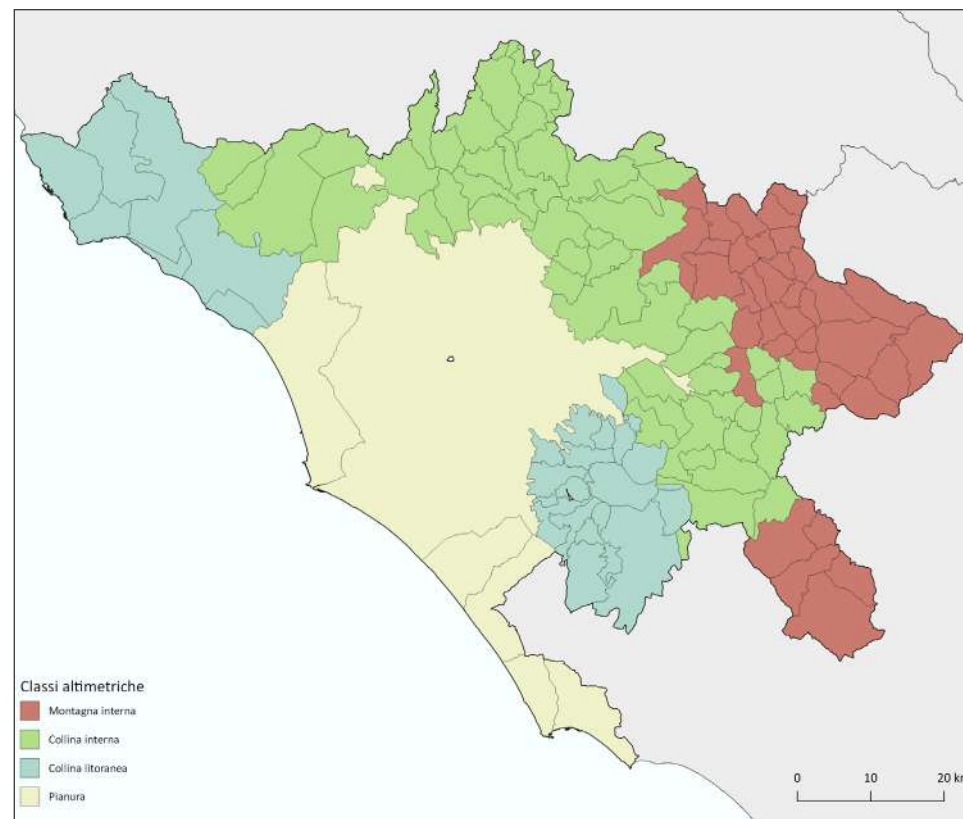 Classi altimetriche
Montagna interna
Collina interna
Collina litoranea
Pianura
0 10 20 km